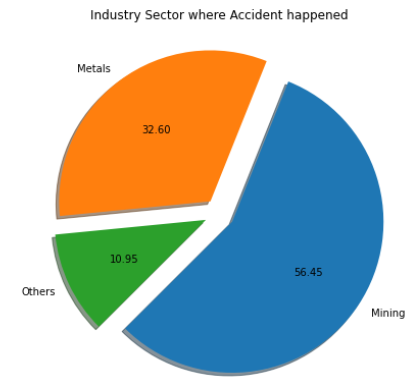 Industry Sector where Accident happened
Metals
32.60
10.95
56.45
Others
Mining